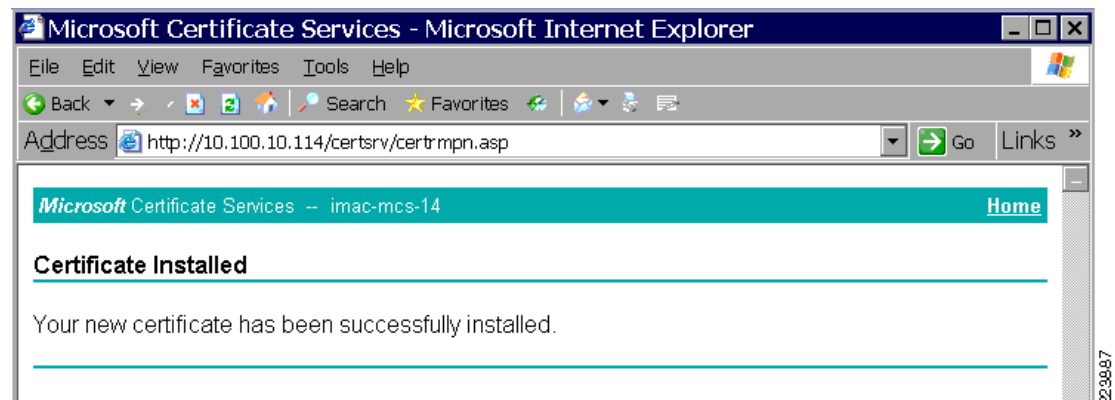 Microsoft Certificate Services - Microsoft Internet Explorer
File Edit View Favorites Tools Help
Back Search Favorites
Address http://10.100.10.114/certsrv/certrmpn.asp Go Links »
Microsoft Certificate Services -- imac-mcs-14 Home
Certificate Installed
Your new certificate has been successfully installed.
223887